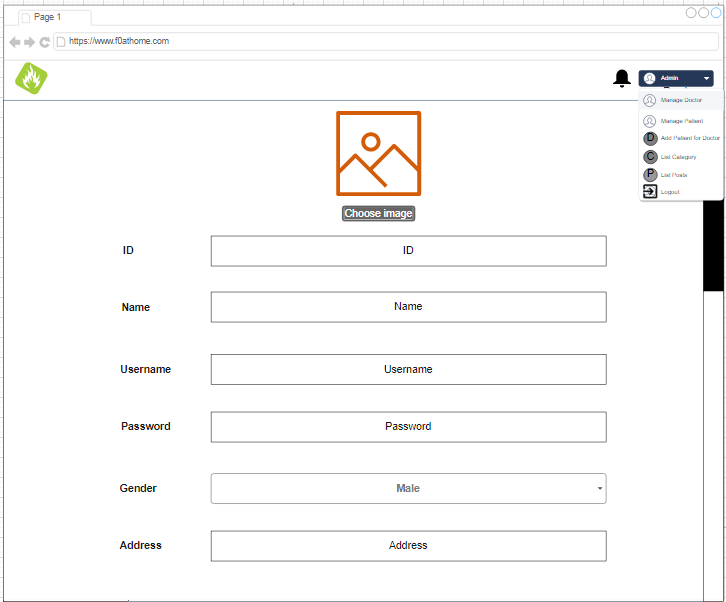 Page 1
https://www.f0athome.com
Admin
Manage Doctor
Manage Patient
D Add Patient for Doctor
C List Category
P List Posts
Logout
Choose image
ID ID
Name Name
Username Username
Password Password
Gender Male
Address Address